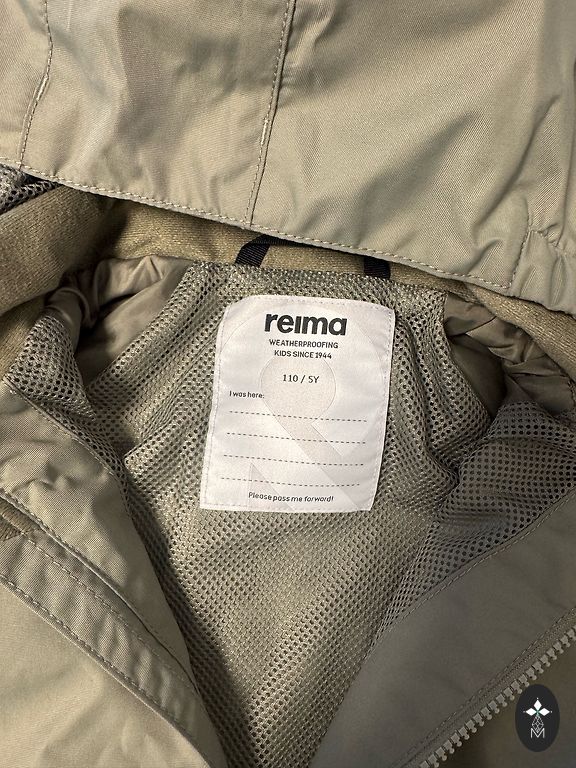 reima
WEATHERPROOFING
KIDS SINCE 1944
110 / 5Y
I was here:
Please pass me forward!
M